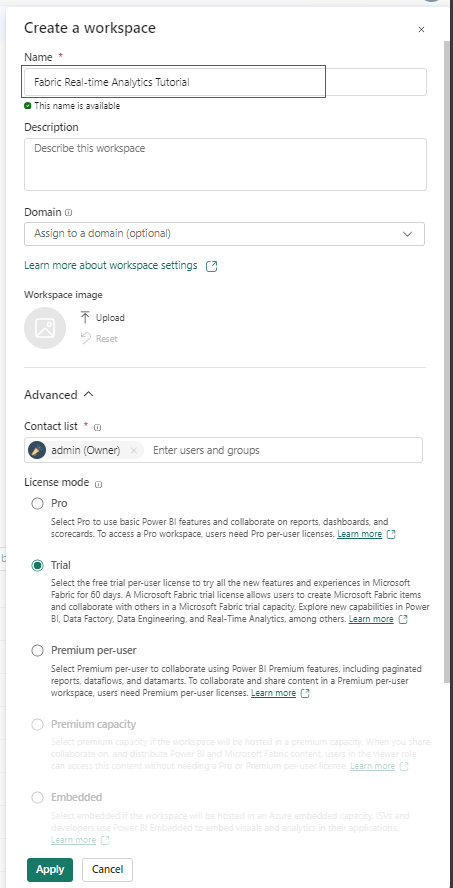 Create a workspace
Name *
Fabric Real-time Analytics Tutorial
This name is available
Description
Describe this workspace
Domain
Assign to a domain (optional)
Learn more about workspace settings
Workspace image
Upload
Reset
Advanced
Contact list *
admin (Owner) Enter users and groups
License mode
Pro
Select Pro to use basic Power BI features and collaborate on reports, dashboards, and
scorecards. To access a Pro workspace, users need Pro per-user licenses. Learn more
Trial
Select the free trial per-user license to try all the new features and experiences in Microsoft
Fabric for 60 days. A Microsoft Fabric trial license allows users to create Microsoft Fabric items
and collaborate with others in a Microsoft Fabric trial capacity. Explore new capabilities in Power
BI, Data Factory, Data Engineering, and Real-Time Analytics, among others. Learn more
Premium per-user
Select Premium per-user to collaborate using Power BI Premium features, including paginated
reports, dataflows, and datamarts. To collaborate and share content in a Premium per-user
workspace, users need Premium per-user licenses. Learn more
Premium capacity
Select premium capacity if the workspace will be hosted in a premium capacity. When you share,
collaborate on, and distribute Power BI and Microsoft Fabric content, users in the viewer role
can access this content without needing a Pro or Premium per-user license. Learn more
Embedded
Select embedded if the workspace will be hosted in an Azure embedded capacity. ISVs and
developers use Power BI Embedded to embed visuals and analytics in their applications.
Learn more
Apply Cancel